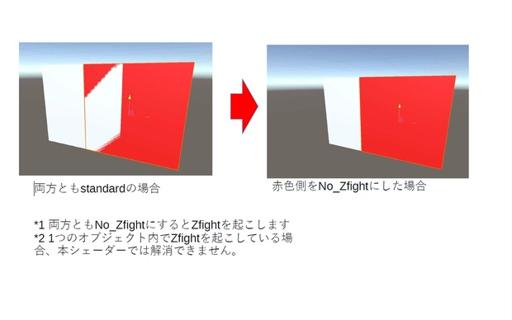 両方ともstandardの場合
赤色側をNo_Zfightにした場合
*1 両方ともNo_ZfightにするとZfightを起こします
*2 1つのオブジェクト内でZfightを起こしている場
合、本シェーダーでは解消できません。